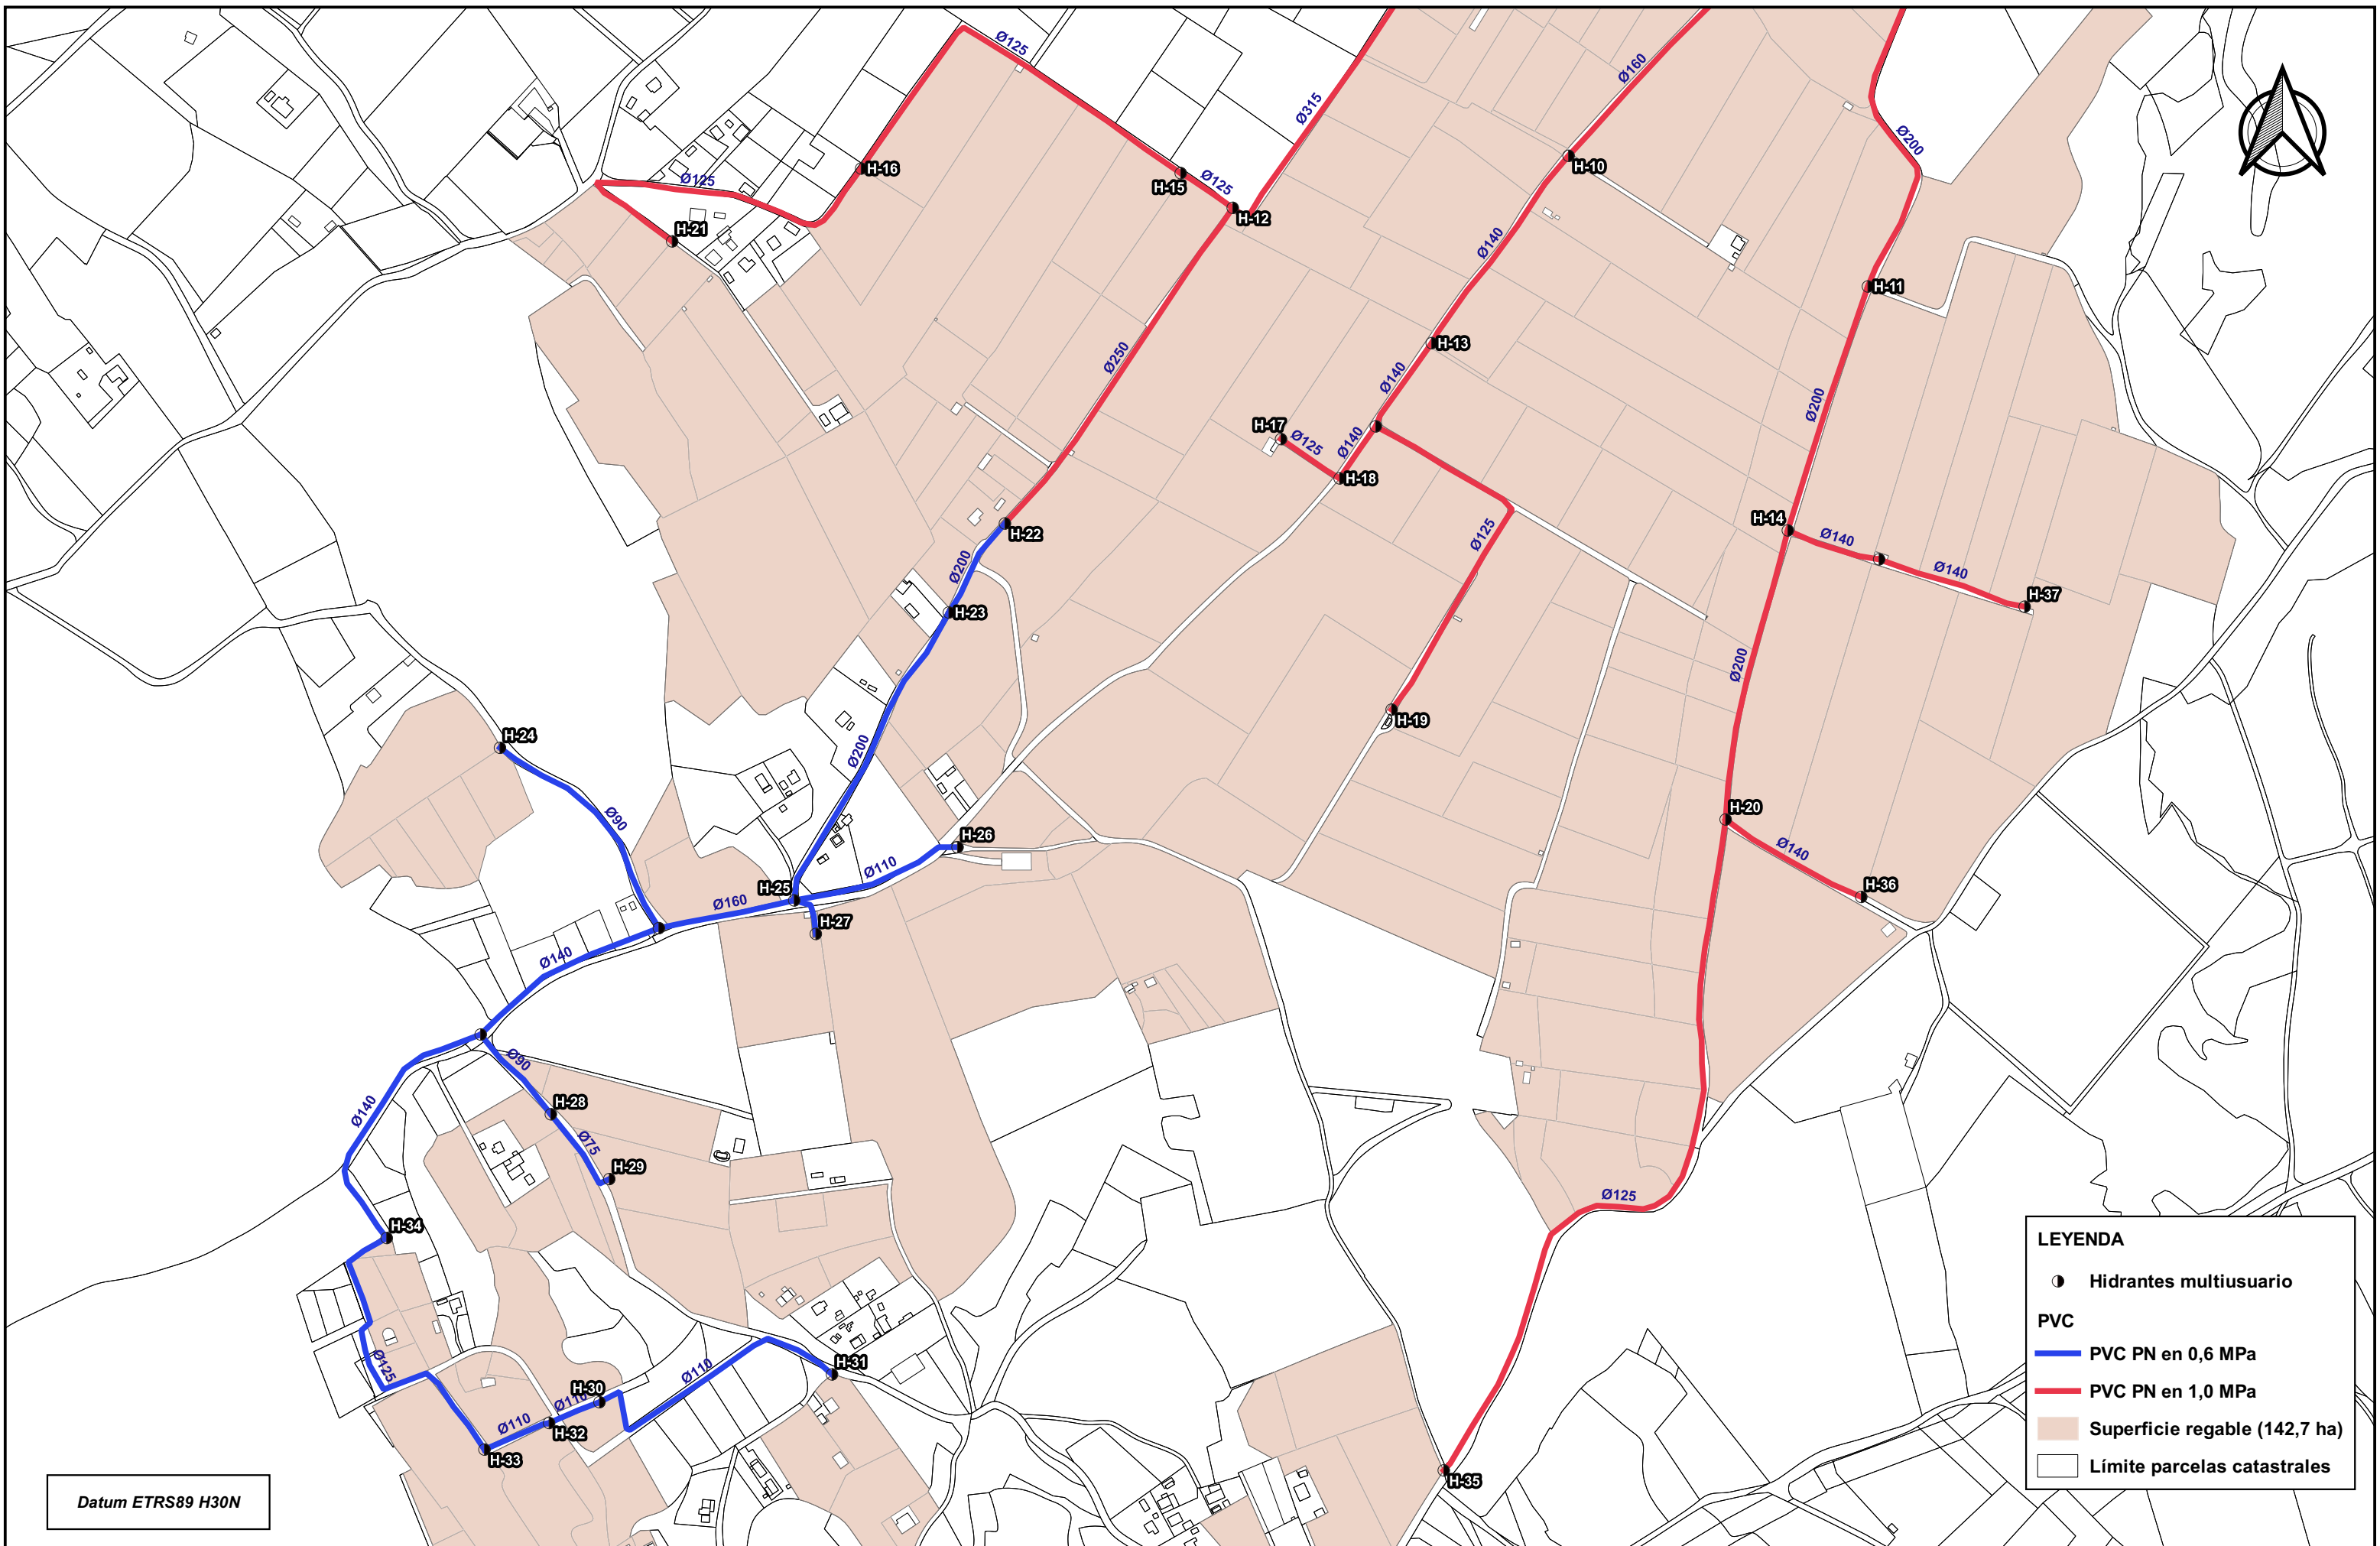 Ø125
Ø315
Ø160
Ø200
H-16
H-15
Ø125
H-12
H-10
Ø125
H-21
Ø140
H-11
Ø250
H-13
Ø140
Ø200
H-17
Ø125
Ø140
H-18
H-22
Ø125
H-14
Ø140
Ø140
H-37
Ø200
H-23
Ø200
H-19
H-24
Ø200
Ø90
H-26
H-20
Ø140
H-36
Ø110
H-25
Ø160
H-27
Ø140
Ø90
H-28
Ø140
Ø75
H-29
Ø125
H-34
Ø125
Ø110
H-31
H-30
Ø110
Ø110
H-32
H-33
H-35
LEYENDA
Hidrantes multiusuario
PVC
PVC PN en 0,6 MPa
PVC PN en 1,0 MPa
Superficie regable (142,7 ha)
Límite parcelas catastrales
Datum ETRS89 H30N